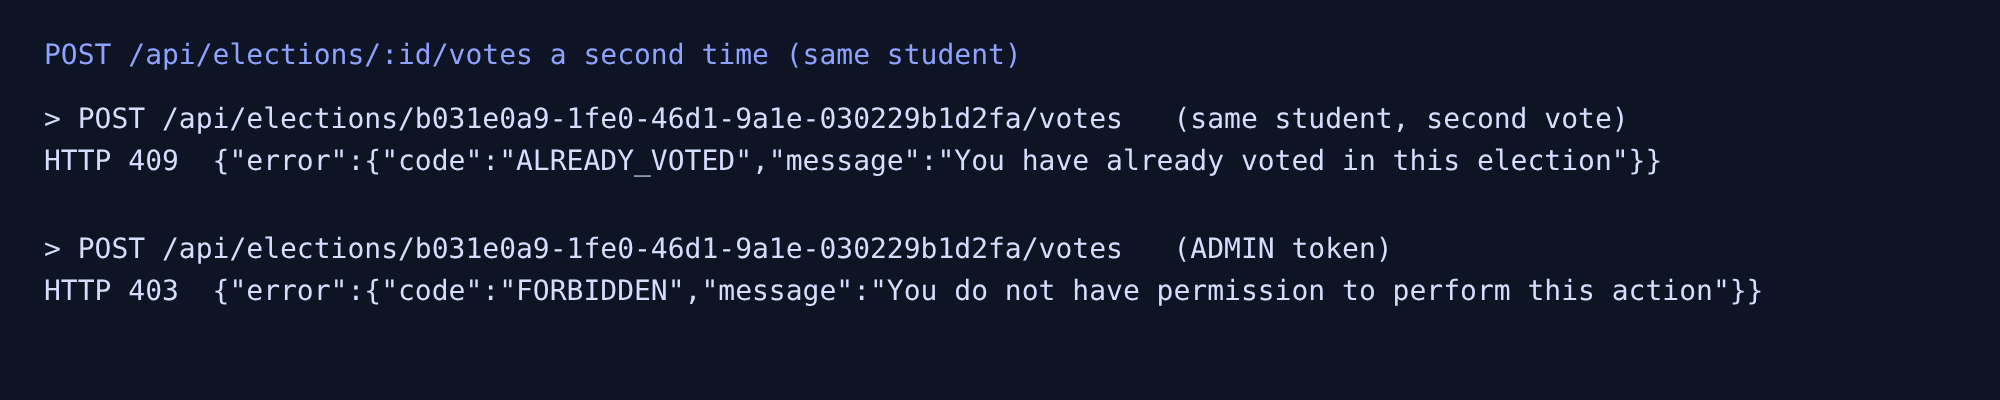 POST /api/elections/:id/votes a second time (same student)
> POST /api/elections/b031e0a9-1fe0-46d1-9a1e-030229b1d2fa/votes   (same student, second vote)
HTTP 409  {"error":{"code":"ALREADY_VOTED","message":"You have already voted in this election"}}
> POST /api/elections/b031e0a9-1fe0-46d1-9a1e-030229b1d2fa/votes   (ADMIN token)
HTTP 403  {"error":{"code":"FORBIDDEN","message":"You do not have permission to perform this action"}}